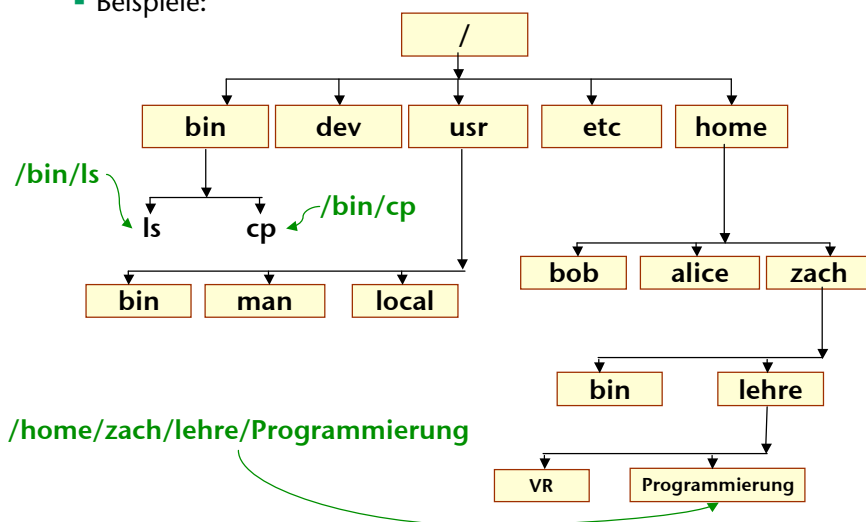 Beispiele:
/
bin dev usr etc home
/bin/ls
/bin/cp
ls cp
bob alice zach
bin man local
bin lehre
/home/zach/lehre/Programmierung
VR Programmierung